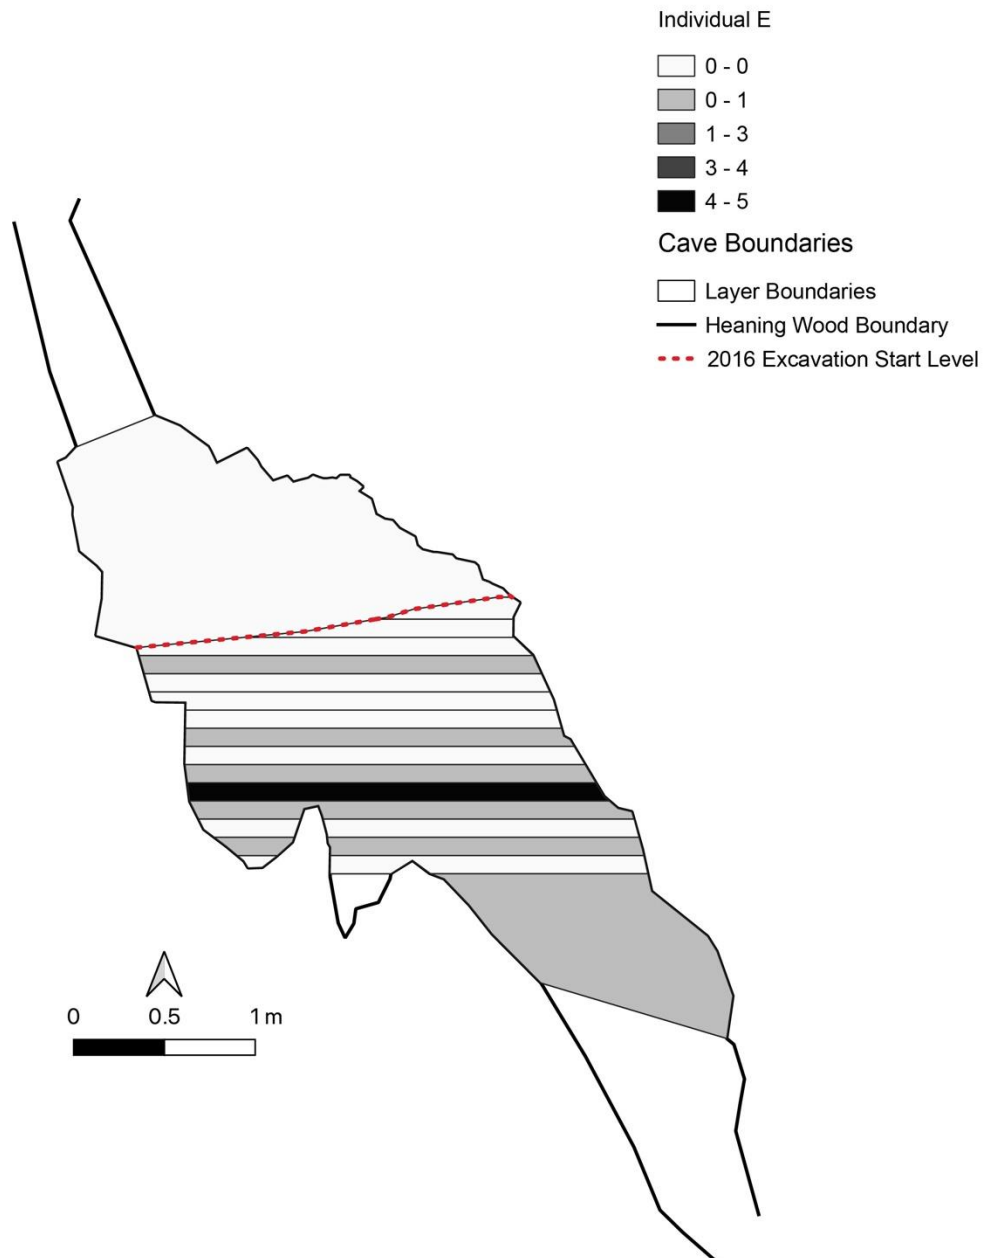 Individual E
0 - 0
0 - 1
1 - 3
3 - 4
4 - 5
Cave Boundaries
Layer Boundaries
Heaning Wood Boundary
2016 Excavation Start Level
0 0.5 1 m